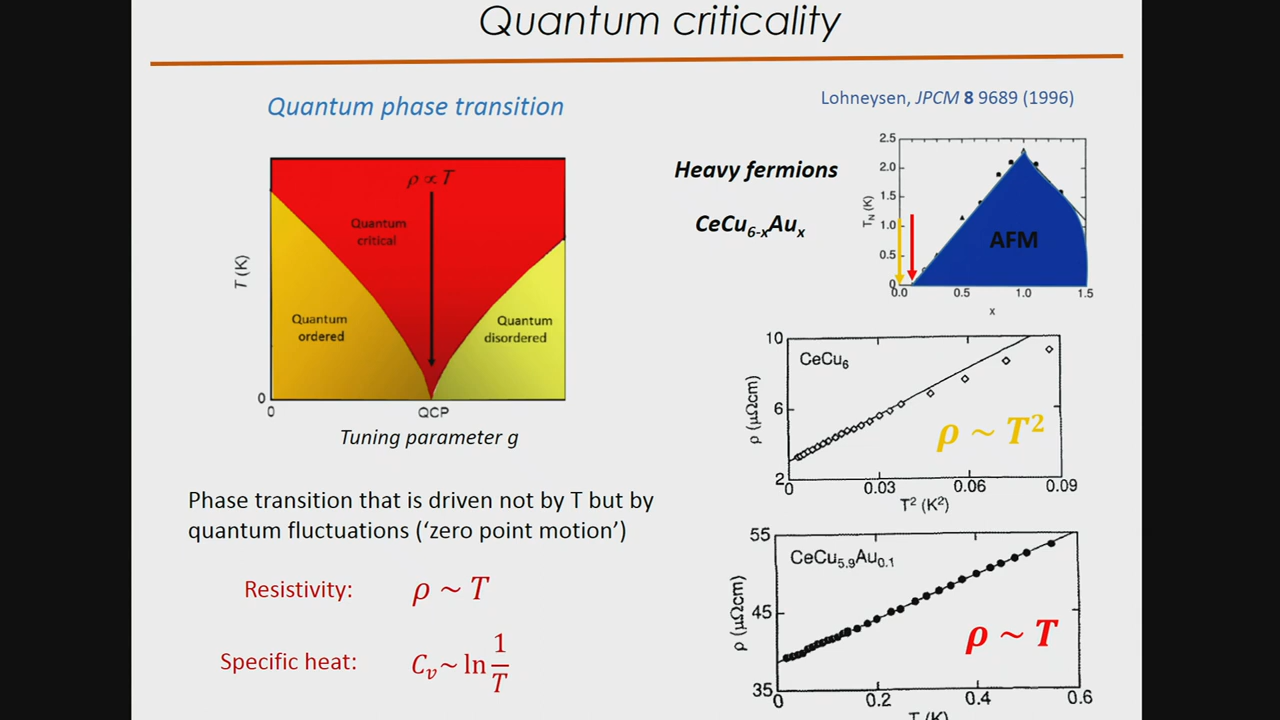 Quantum criticality
Quantum phase transition
ρ ∝ T
Quantum
critical
Quantum
ordered
Quantum
disordered
T (K)
0
0
QCP
Tuning parameter g
Phase transition that is driven not by T but by
quantum fluctuations (‘zero point motion’)
Resistivity: ρ ~ T
Specific heat: Cᵥ ~ ln 1/T
Lohneysen, JPCM 8 9689 (1996)
Heavy fermions
CeCu6-xAux
2.5
2.0
1.5
1.0
0.5
0
TN (K)
AFM
0.0 0.5 1.0 1.5
x
10
6
2
ρ (μΩcm)
CeCu6
ρ ~ T²
0 0.03 0.06 0.09
T² (K²)
55
45
35
ρ (μΩcm)
CeCu5.9Au0.1
ρ ~ T
0 0.2 0.4 0.6
T (K)